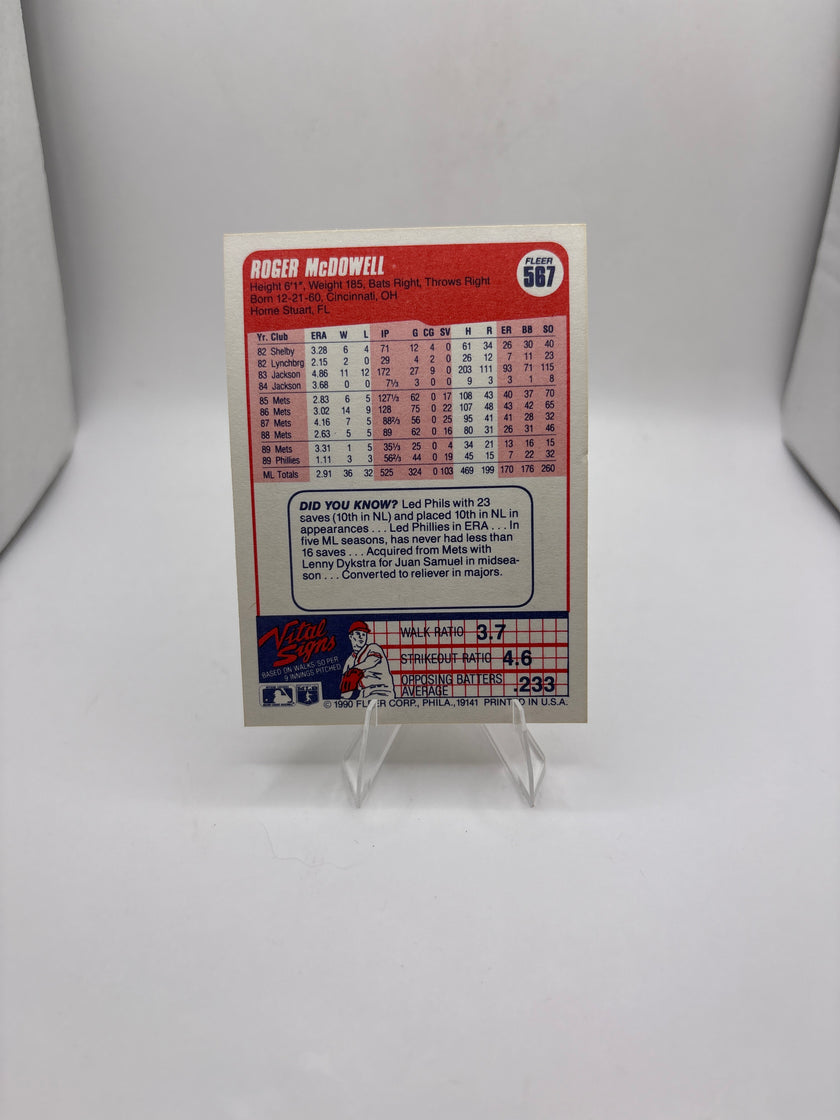 ROGER McDOWELL
FLEER
567
Height 6'1", Weight 185, Bats Right, Throws Right
Born 12-21-60, Cincinnati, OH
Home Stuart, FL
Yr. Club ERA W L IP G CG SV H R ER BB SO
82 Shelby 3.28 6 4 71 12 4 0 61 34 26 30 40
82 Lynchbrg 2.15 2 0 29 4 2 0 26 12 7 11 23
83 Jackson 4.86 11 12 172 27 9 0 203 111 93 71 115
84 Jackson 3.68 0 0 7⅓ 3 0 0 9 3 3 1 8
85 Mets 2.83 6 5 127⅓ 62 0 17 108 43 40 37 70
86 Mets 3.02 14 9 128 75 0 22 107 48 43 42 65
87 Mets 4.16 7 5 88⅔ 56 0 25 95 41 41 28 32
88 Mets 2.63 5 5 89 62 0 16 80 31 26 31 46
89 Mets 3.31 1 5 35⅓ 25 0 4 34 21 13 16 15
89 Phillies 1.11 3 3 56⅔ 44 0 19 45 15 7 22 32
ML Totals 2.91 36 32 525 324 0 103 469 199 170 176 260
DID YOU KNOW? Led Phils with 23
saves (10th in NL) and placed 10th in NL in
appearances . . . Led Phillies in ERA . . . In
five ML seasons, has never had less than
16 saves . . . Acquired from Mets with
Lenny Dykstra for Juan Samuel in midsea-
son . . . Converted to reliever in majors.
Vital
Signs
BASED ON WALKS/SO PER
9 INNINGS PITCHED
WALK RATIO 3.7
STRIKEOUT RATIO 4.6
OPPOSING BATTERS
AVERAGE .233
© 1990 FLEER CORP., PHILA., 19141 PRINTED IN U.S.A.